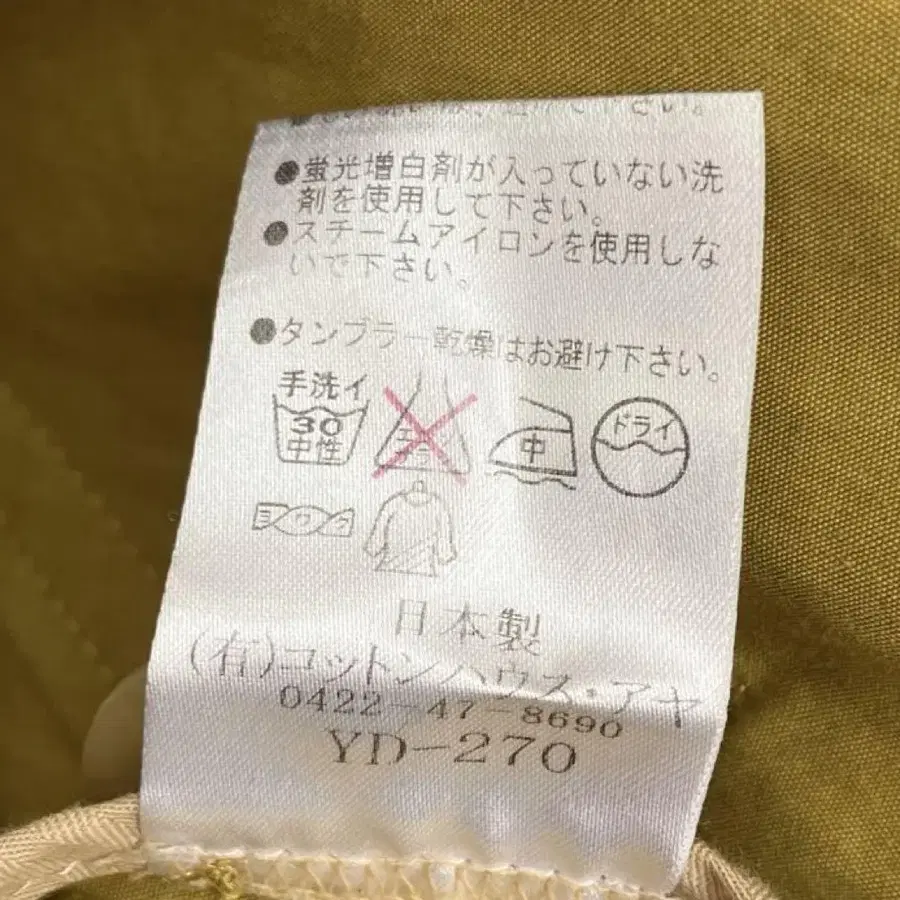 下さい。
●蛍光増白剤が入っていない洗
剤を使用して下さい。
●スチームアイロンを使用しな
いで下さい。
●タンブラー乾燥はお避け下さい。
手洗イ
30
中性
中
ドライ
日本製
(有)コットンハウス・アヤ
0422-47-8690
YD-270